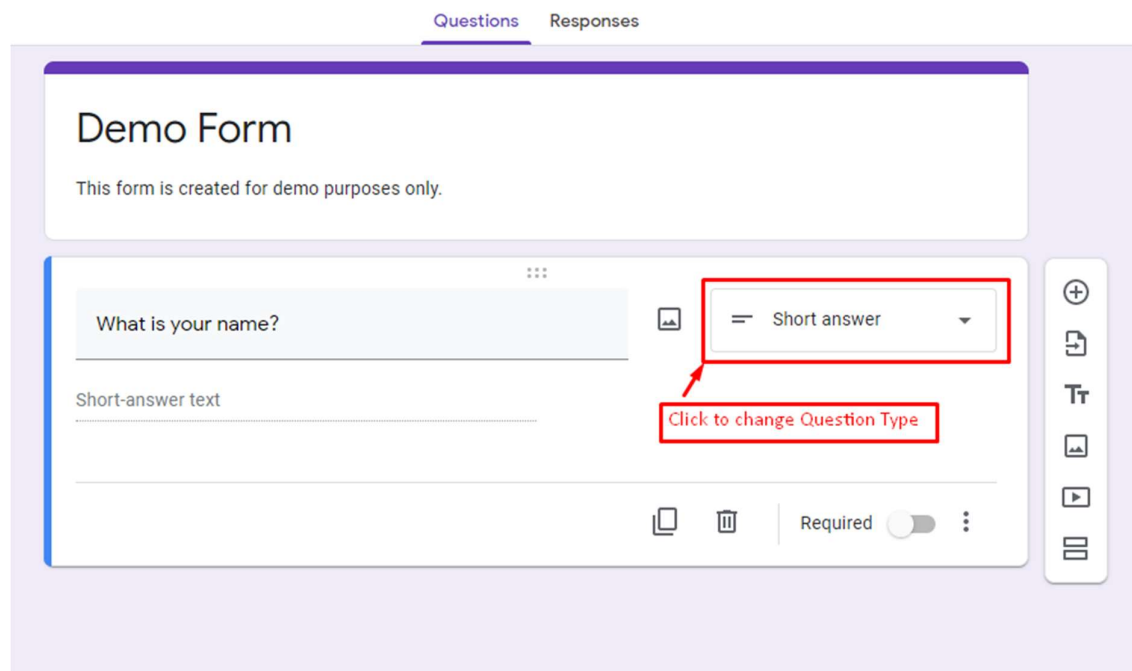 Questions Responses
Demo Form
This form is created for demo purposes only.
What is your name?
Short answer
Short-answer text
Click to change Question Type
Required